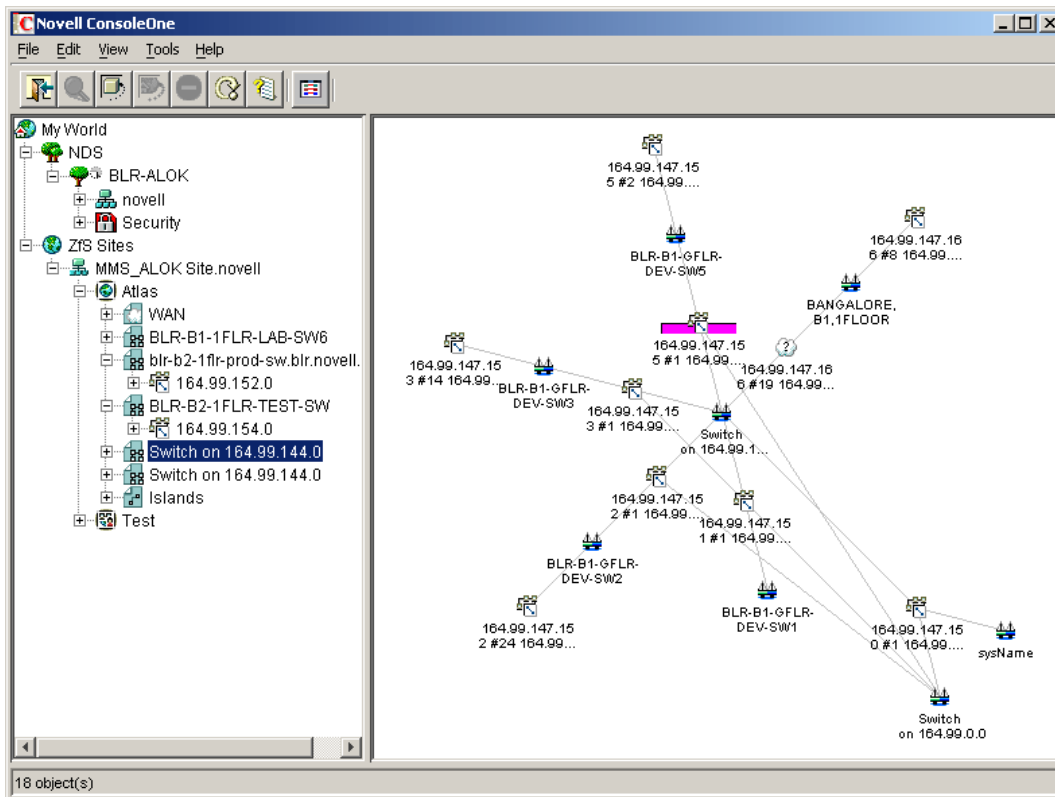 Novell ConsoleOne
File Edit View Tools Help
My World
NDS
BLR-ALOK
novell
Security
ZfS Sites
MMS_ALOK Site.novell
Atlas
WAN
BLR-B1-1FLR-LAB-SW6
blr-b2-1flr-prod-sw.blr.novell.
164.99.152.0
BLR-B2-1FLR-TEST-SW
164.99.154.0
Switch on 164.99.144.0
Switch on 164.99.144.0
Islands
Test
164.99.147.15
5 #2 164.99....
BLR-B1-GFLR-
DEV-SW5
164.99.147.16
6 #8 164.99....
BANGALORE,
B1,1FLOOR
164.99.147.15
5 #1 164.99....
?
164.99.147.16
6 #19 164.99...
164.99.147.15
3 #14 164.99...
BLR-B1-GFLR-
DEV-SW3
164.99.147.15
3 #1 164.99....
Switch
on 164.99.1...
164.99.147.15
2 #1 164.99....
164.99.147.15
1 #1 164.99....
BLR-B1-GFLR-
DEV-SW2
BLR-B1-GFLR-
DEV-SW1
164.99.147.15
2 #24 164.99...
164.99.147.15
0 #1 164.99....
sysName
Switch
on 164.99.0.0
18 object(s)